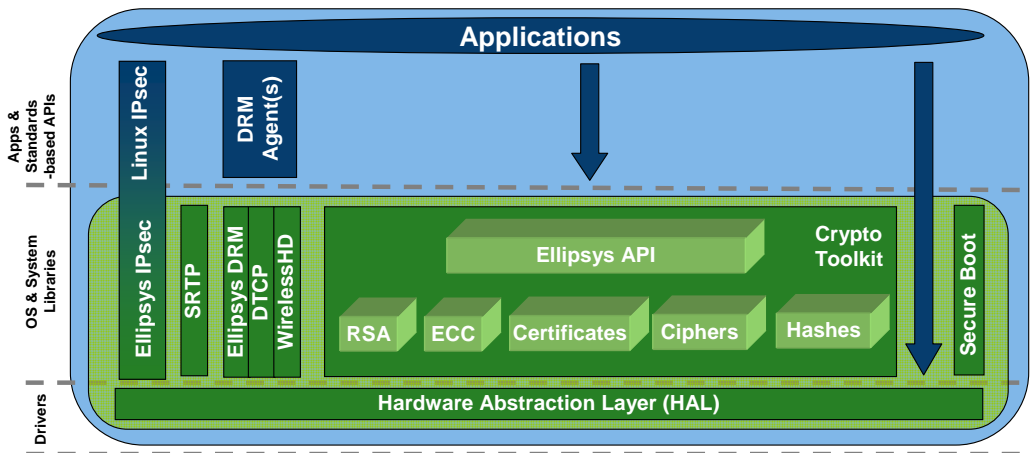 Applications
Apps &
Standards
-based APIs
Linux IPsec
DRM
Agent(s)
OS & System
Libraries
Ellipsys IPsec
SRTP
Ellipsys DRM
DTCP
WirelessHD
Ellipsys API
Crypto
Toolkit
RSA
ECC
Certificates
Ciphers
Hashes
Secure Boot
Drivers
Hardware Abstraction Layer (HAL)